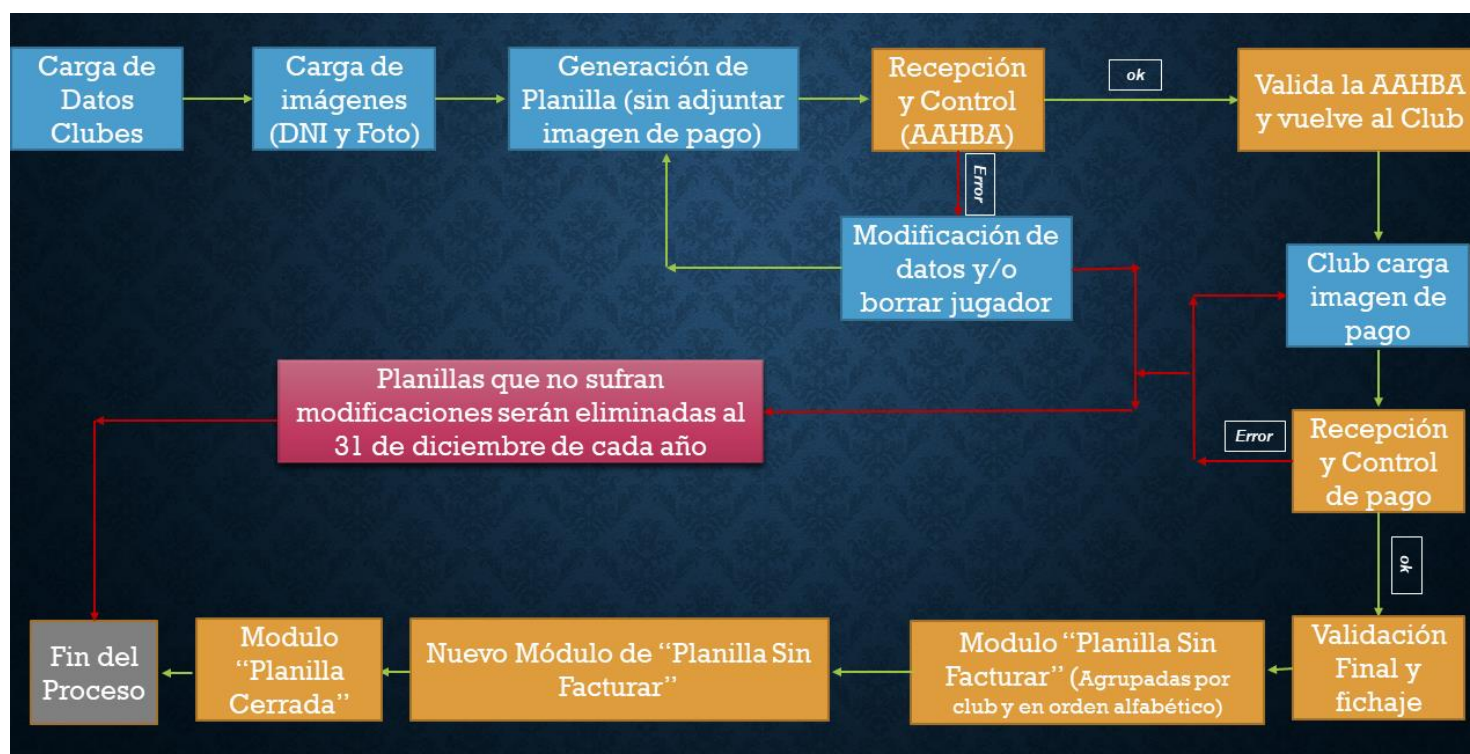 Carga de
Datos
Clubes
Carga de
imágenes
(DNI y Foto)
Generación de
Planilla (sin adjuntar
imagen de pago)
Recepción
y Control
(AAHBA)
ok
Valida la AAHBA
y vuelve al Club
Error
Modificación de
datos y/o
borrar jugador
Club carga
imagen de
pago
Planillas que no sufran
modificaciones serán eliminadas al
31 de diciembre de cada año
Error
Recepción
y Control
de pago
ok
Fin del
Proceso
Modulo
“Planilla
Cerrada”
Nuevo Módulo de “Planilla Sin
Facturar”
Modulo “Planilla Sin
Facturar” (Agrupadas por
club y en orden alfabético)
Validación
Final y
fichaje